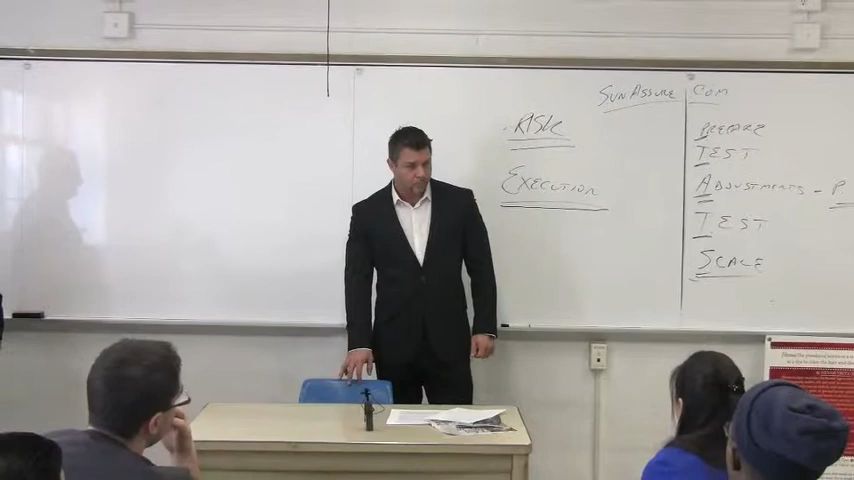 SUNASSURE COM
RISK
EXECUTION
PREPARE
TEST
ADJUSTMENTS - P
TEST
SCALE